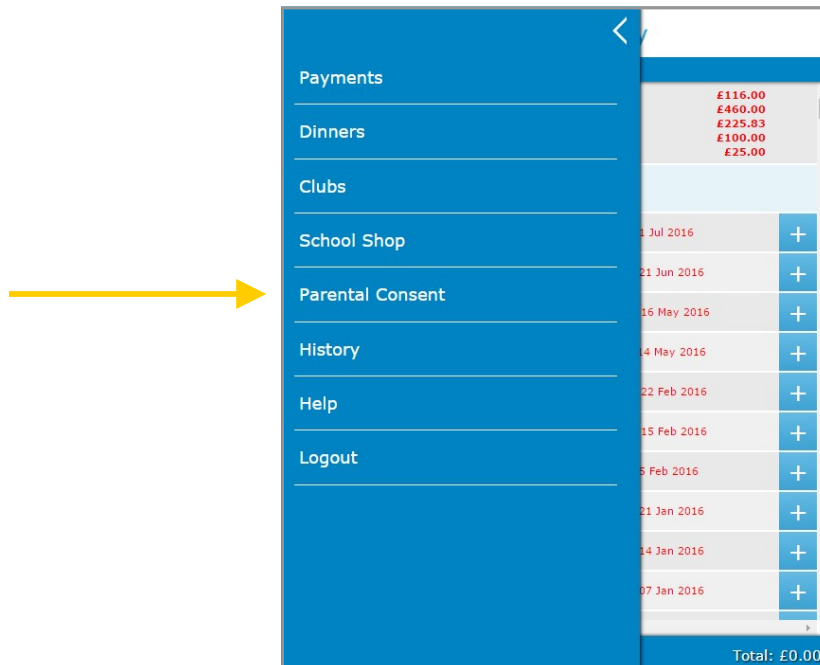 Payments
Dinners
Clubs
School Shop
Parental Consent
History
Help
Logout
£116.00
£460.00
£225.83
£100.00
£25.00
1 Jul 2016
21 Jun 2016
16 May 2016
14 May 2016
22 Feb 2016
15 Feb 2016
5 Feb 2016
21 Jan 2016
14 Jan 2016
07 Jan 2016
Total: £0.00